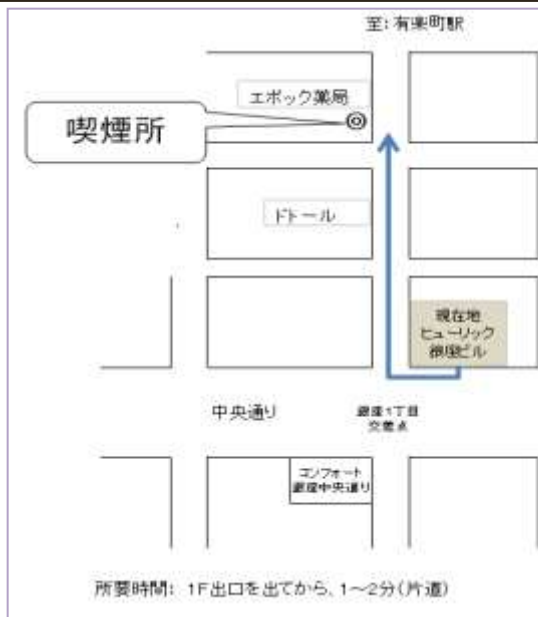 至: 有楽町駅
エポック薬局
喫煙所
ドトール
現在地
ヒューリック
銀座ビル
中央通り
銀座1丁目
交差点
コンフォート
銀座中央通り
所要時間: 1F出口を出てから、1～2分(片道)